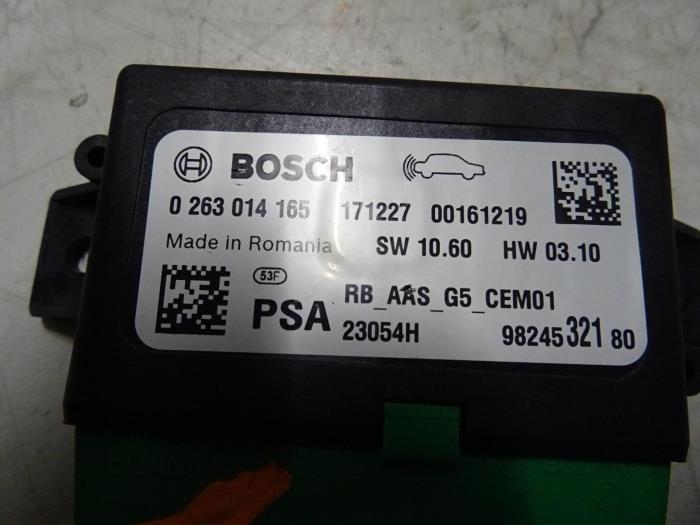 BOSCH
0 263 014 165 171227 00161219
Made in Romania SW 10.60 HW 03.10
53F RB_AAS_G5_CEM01
PSA 23054H 98245 321 80